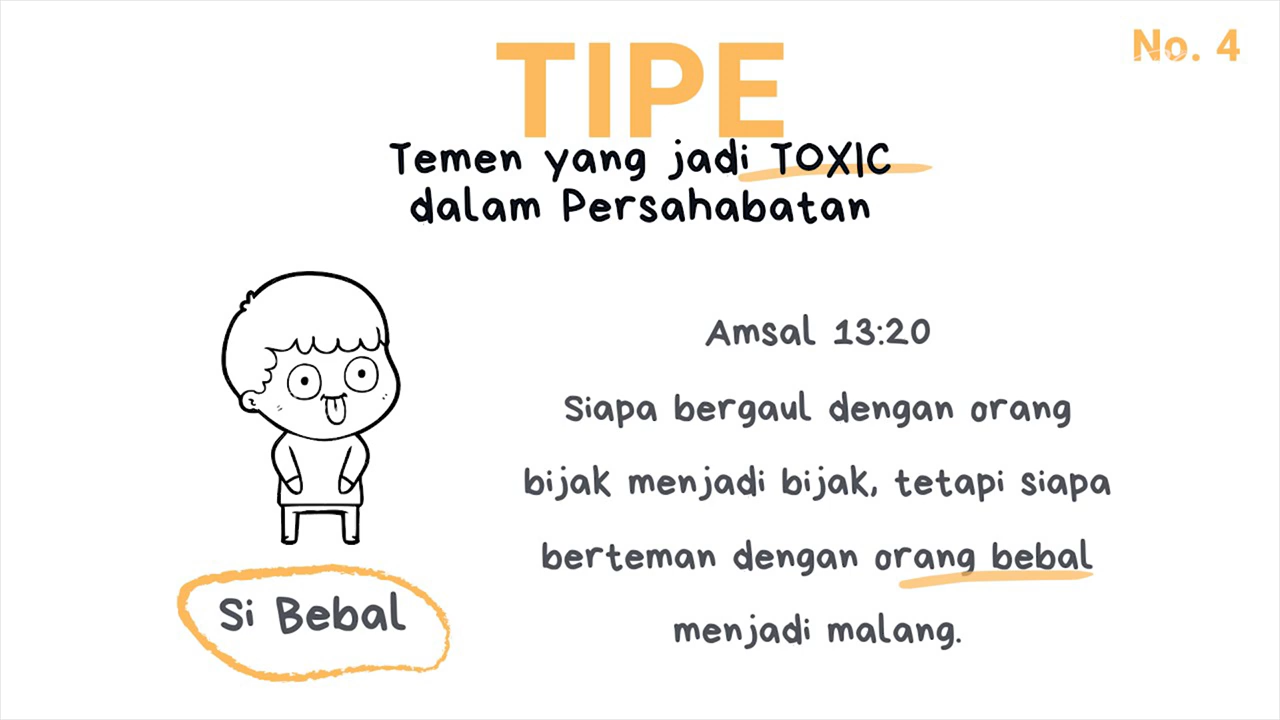 No. 4
TIPE
Temen yang jadi TOXIC
dalam Persahabatan
Amsal 13:20
Siapa bergaul dengan orang
bijak menjadi bijak, tetapi siapa
berteman dengan orang bebal
menjadi malang.
Si Bebal